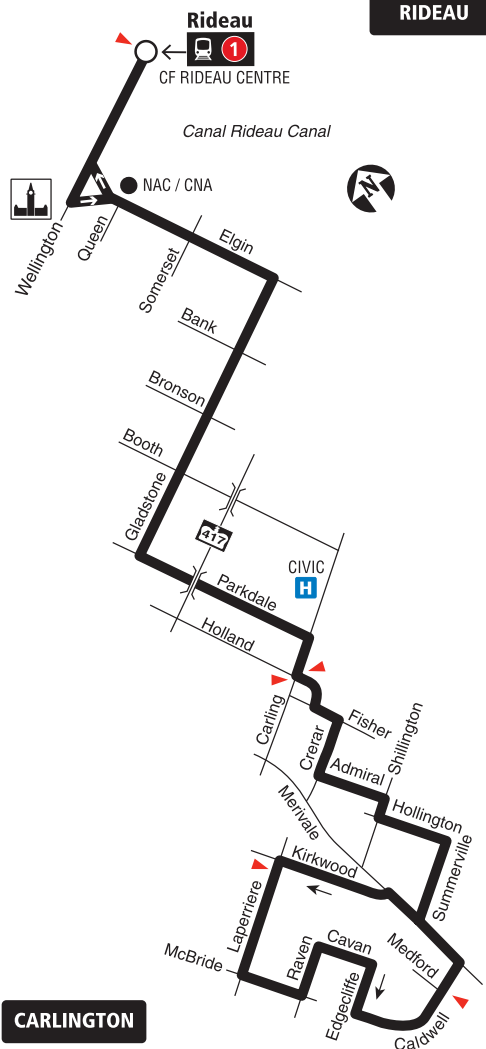 RIDEAU
Rideau
1
CF RIDEAU CENTRE
Canal Rideau Canal
N
NAC / CNA
Wellington
Queen
Somerset
Elgin
Bank
Bronson
Booth
Gladstone
417
CIVIC
H
Parkdale
Holland
Carling
Fisher
Crerar
Shillington
Admiral
Merivale
Hollington
Summerville
Kirkwood
Laperriere
McBride
Raven
Cavan
Medford
Edgecliffe
Caldwell
CARLINGTON